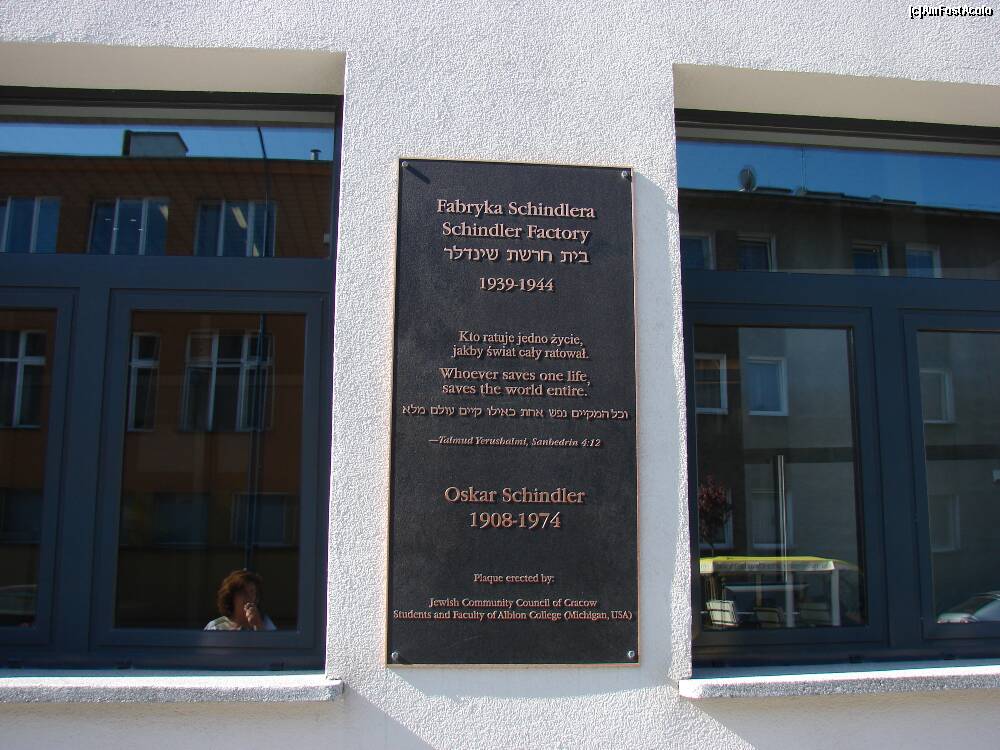 [c]AmFostAcolo
Fabryka Schindlera
Schindler Factory
בית חרשת שינדלר
1939-1944
Kto ratuje jedno życie,
jakby świat cały ratował.
Whoever saves one life,
saves the world entire.
וכל המקיים נפש אחת כאילו קיים עולם מלא
—Talmud Yerushalmi, Sanhedrin 4:12
Oskar Schindler
1908-1974
Plaque erected by:
Jewish Community Council of Cracow
Students and Faculty of Albion College (Michigan, USA)